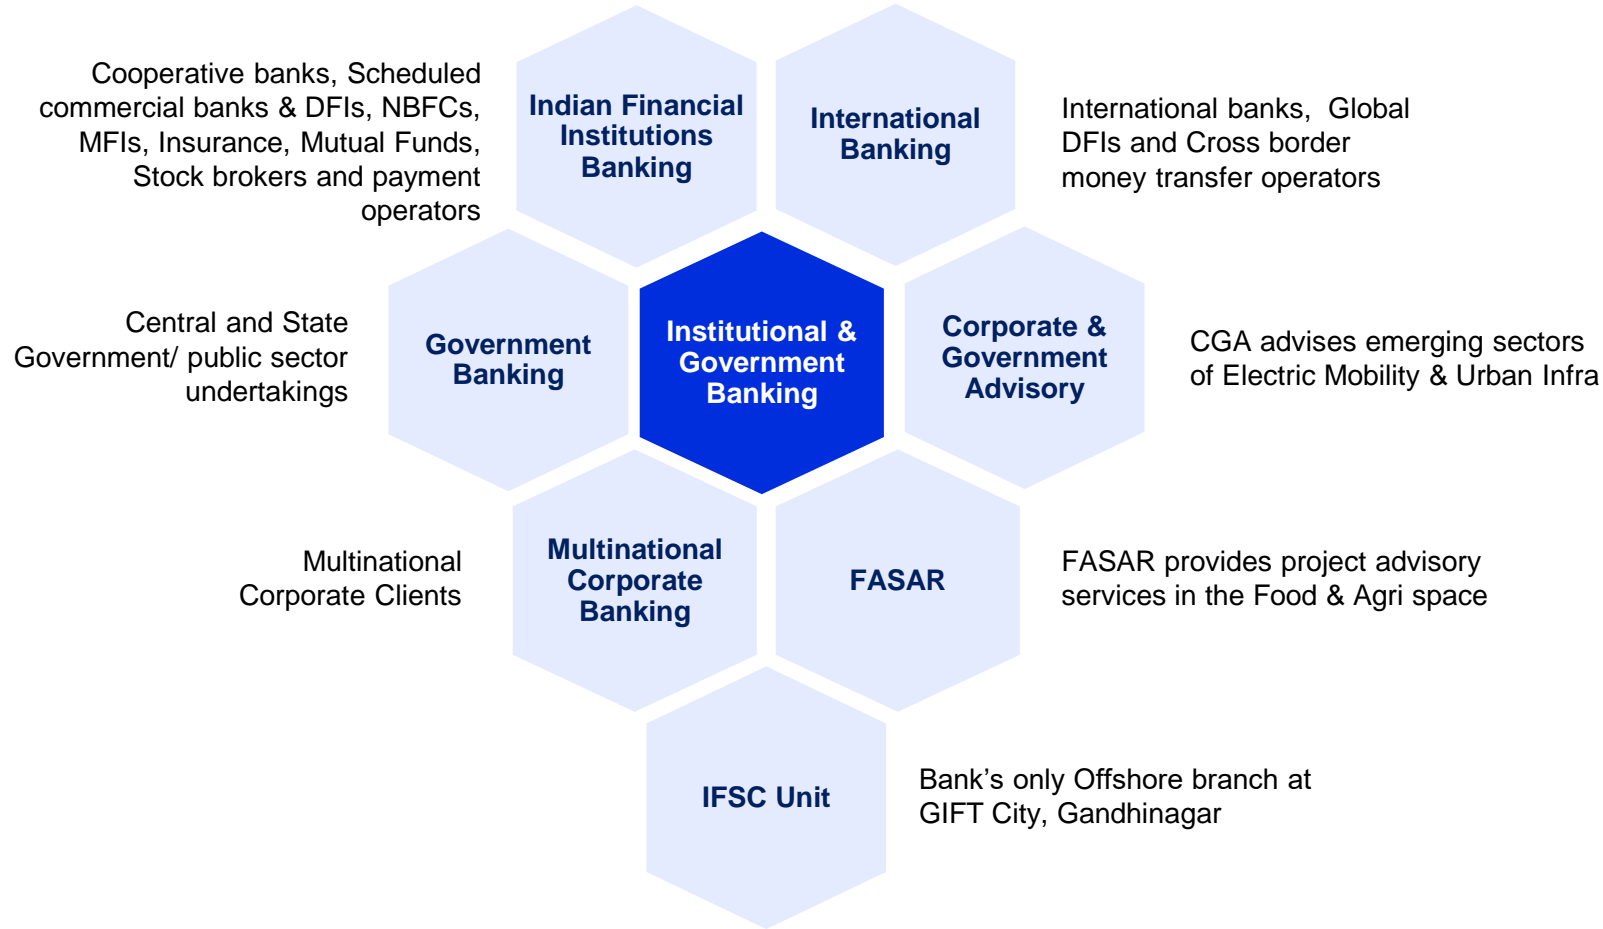 Cooperative banks, Scheduled
commercial banks & DFIs, NBFCs,
MFIs, Insurance, Mutual Funds,
Stock brokers and payment
operators
Indian Financial
Institutions
Banking
International
Banking
International banks, Global
DFIs and Cross border
money transfer operators
Central and State
Government/ public sector
undertakings
Government
Banking
Institutional &
Government
Banking
Corporate &
Government
Advisory
CGA advises emerging sectors
of Electric Mobility & Urban Infra
Multinational
Corporate Clients
Multinational
Corporate
Banking
FASAR
FASAR provides project advisory
services in the Food & Agri space
IFSC Unit
Bank’s only Offshore branch at
GIFT City, Gandhinagar